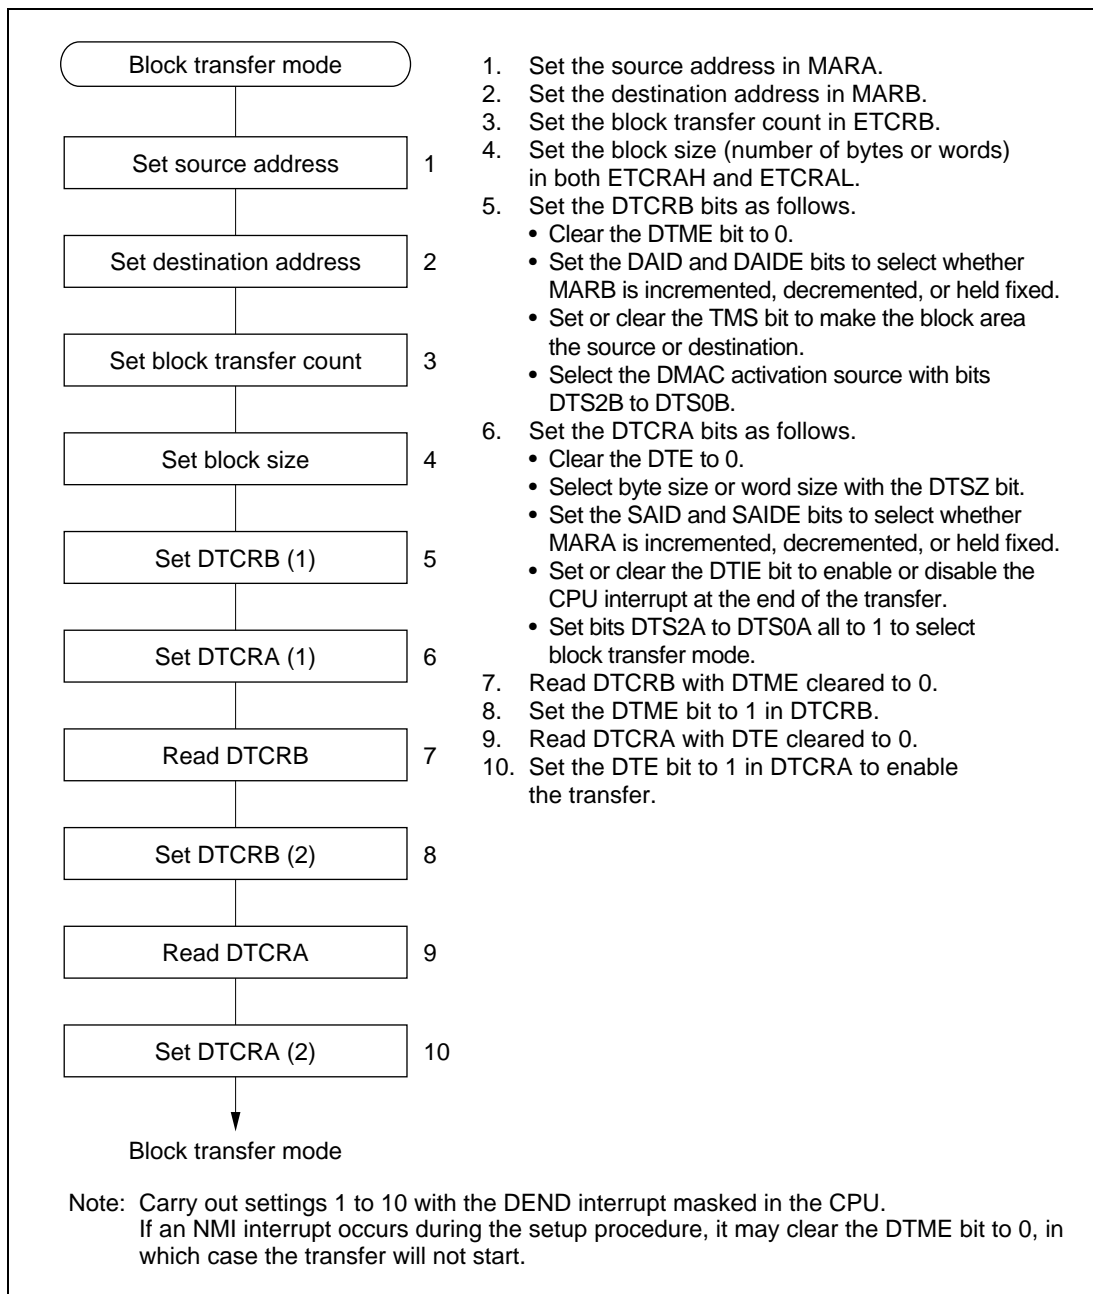 Block transfer mode
Set source address 1
Set destination address 2
Set block transfer count 3
Set block size 4
Set DTCRB (1) 5
Set DTCRA (1) 6
Read DTCRB 7
Set DTCRB (2) 8
Read DTCRA 9
Set DTCRA (2) 10
Block transfer mode
1. Set the source address in MARA.
2. Set the destination address in MARB.
3. Set the block transfer count in ETCRB.
4. Set the block size (number of bytes or words)
in both ETCRAH and ETCRAL.
5. Set the DTCRB bits as follows.
• Clear the DTME bit to 0.
• Set the DAID and DAIDE bits to select whether
MARB is incremented, decremented, or held fixed.
• Set or clear the TMS bit to make the block area
the source or destination.
• Select the DMAC activation source with bits
DTS2B to DTS0B.
6. Set the DTCRA bits as follows.
• Clear the DTE to 0.
• Select byte size or word size with the DTSZ bit.
• Set the SAID and SAIDE bits to select whether
MARA is incremented, decremented, or held fixed.
• Set or clear the DTIE bit to enable or disable the
CPU interrupt at the end of the transfer.
• Set bits DTS2A to DTS0A all to 1 to select
block transfer mode.
7. Read DTCRB with DTME cleared to 0.
8. Set the DTME bit to 1 in DTCRB.
9. Read DTCRA with DTE cleared to 0.
10. Set the DTE bit to 1 in DTCRA to enable
the transfer.
Note: Carry out settings 1 to 10 with the DEND interrupt masked in the CPU.
If an NMI interrupt occurs during the setup procedure, it may clear the DTME bit to 0, in
which case the transfer will not start.